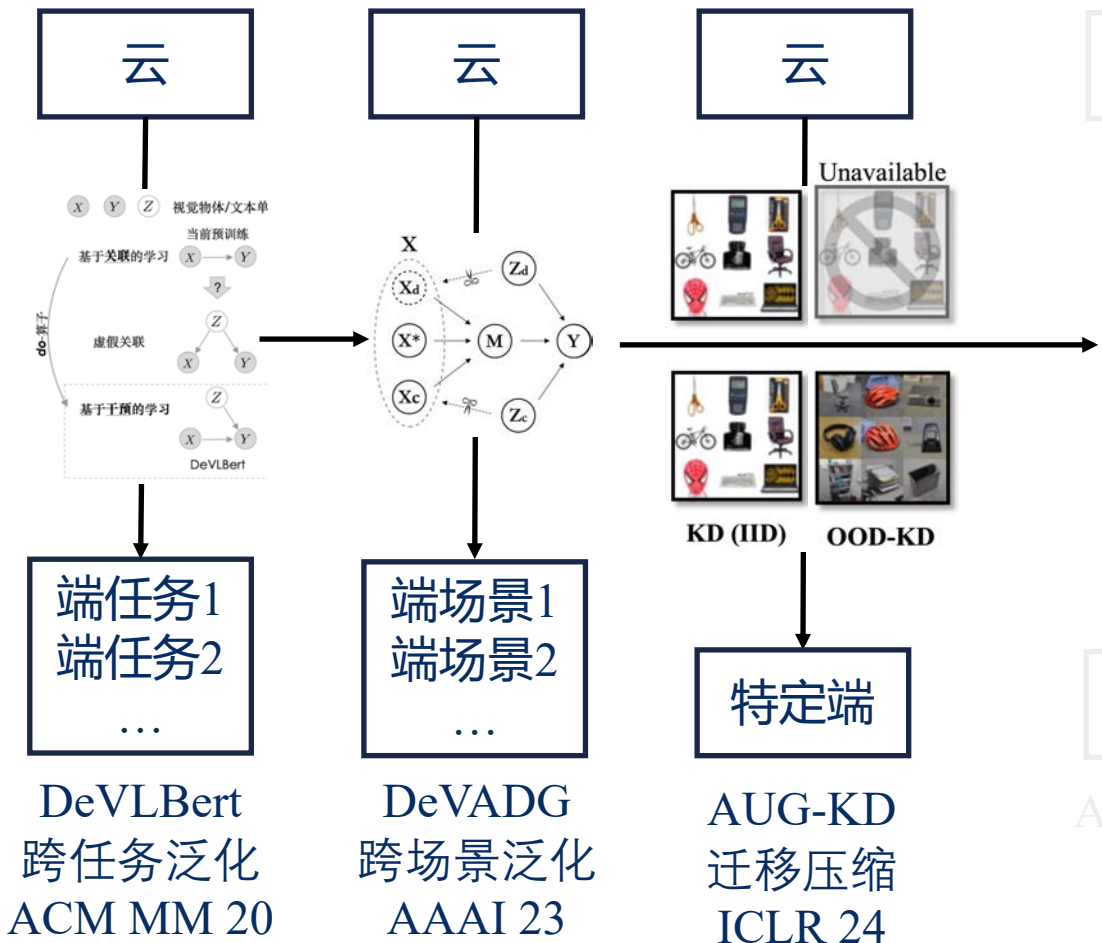 云
X Y Z 视觉物体/文本单
当前预训练
基于关联的学习 X Y
?
do-算子
Z
虚假关联
X Y
基于干预的学习
Z
X Y
DeVLBert
端任务1
端任务2
…
DeVLBert
跨任务泛化
ACM MM 20
云
X
Xd
Zd
X*
M
Y
Xc
Zc
端场景1
端场景2
…
DeVADG
跨场景泛化
AAAI 23
云
Unavailable
KD (IID)
OOD-KD
特定端
AUG-KD
迁移压缩
ICLR 24
A